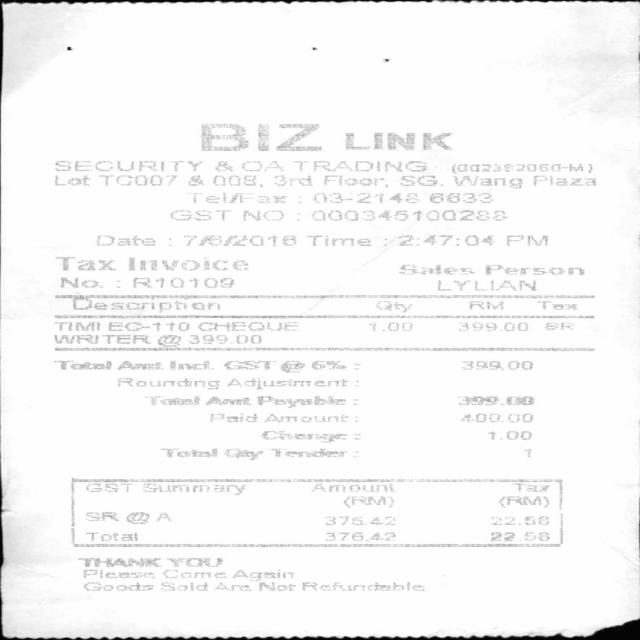 BIZ LINK
SECURITY & OA TRADING (002382060-M)
Lot TC007 & 008, 3rd Floor, SG. Wang Plaza
Tel/Fax : 03-2148 6633
GST NO : 000345100288
Date : 7/6/2016 Time : 2:47:04 PM
Tax Invoice
Sales Person
No. : R10109
LYLIAN
Description Qty RM Tax
TIMI EC-110 CHEQUE 1.00 399.00 SR
WRITER @ 399.00
Total Amt Incl. GST @ 6% : 399.00
Rounding Adjustment :
Total Amt Payable : 399.00
Paid Amount : 400.00
Change : 1.00
Total Qty Tender : 1
GST Summary Amount Tax
(RM) (RM)
SR @ A 376.42 22.58
Total 376.42 22.58
THANK YOU
Please Come Again
Goods Sold Are Not Refundable